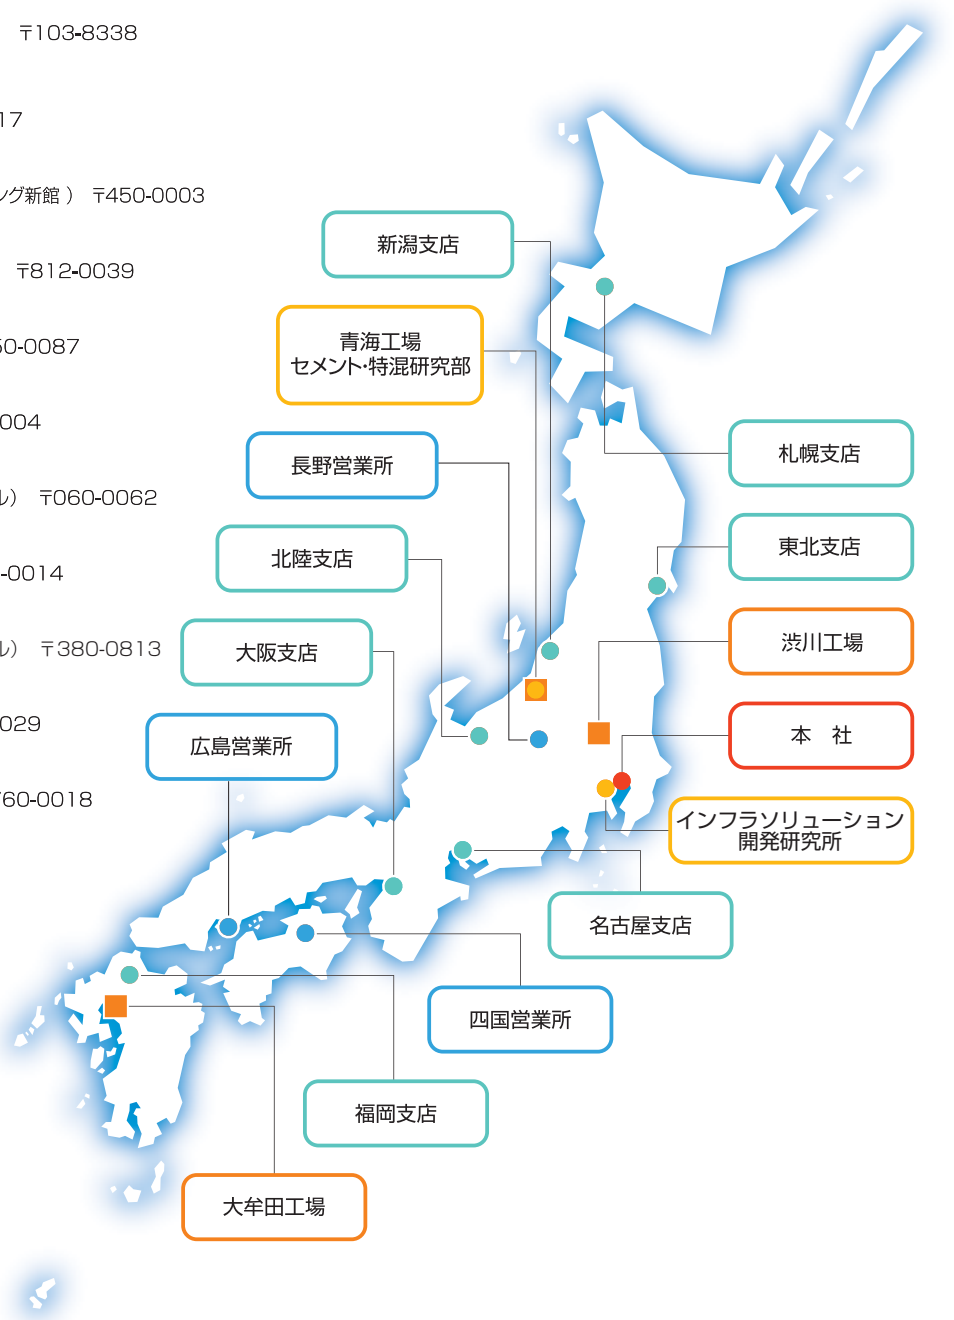 〒103-8338
17
ング新館） 〒450-0003
〒812-0039
50-0087
004
ル） 〒060-0062
-0014
ル） 〒380-0813
029
760-0018
新潟支店
青海工場
セメント・特混研究部
長野営業所
北陸支店
大阪支店
広島営業所
札幌支店
東北支店
渋川工場
本　社
インフラソリューション
開発研究所
名古屋支店
四国営業所
福岡支店
大牟田工場